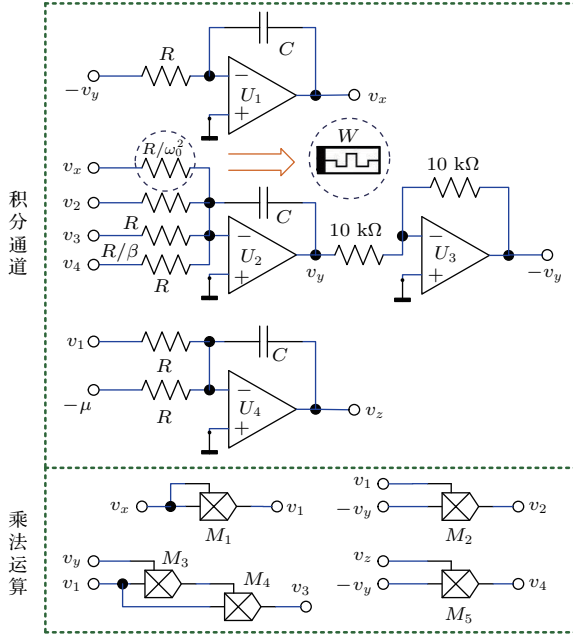 积分通道
R
C
−v_y
−
U_1
+
v_x
R/ω_0^2
W
v_x
v_2
v_3
R
v_4
R/β
R
C
−
U_2
+
v_y
10 kΩ
10 kΩ
−
U_3
+
−v_y
v_1
R
C
−μ
R
−
U_4
+
v_z
乘法运算
v_x
M_1
v_1
v_1
−v_y
M_2
v_2
v_y
v_1
M_3
M_4
v_3
v_z
−v_y
M_5
v_4